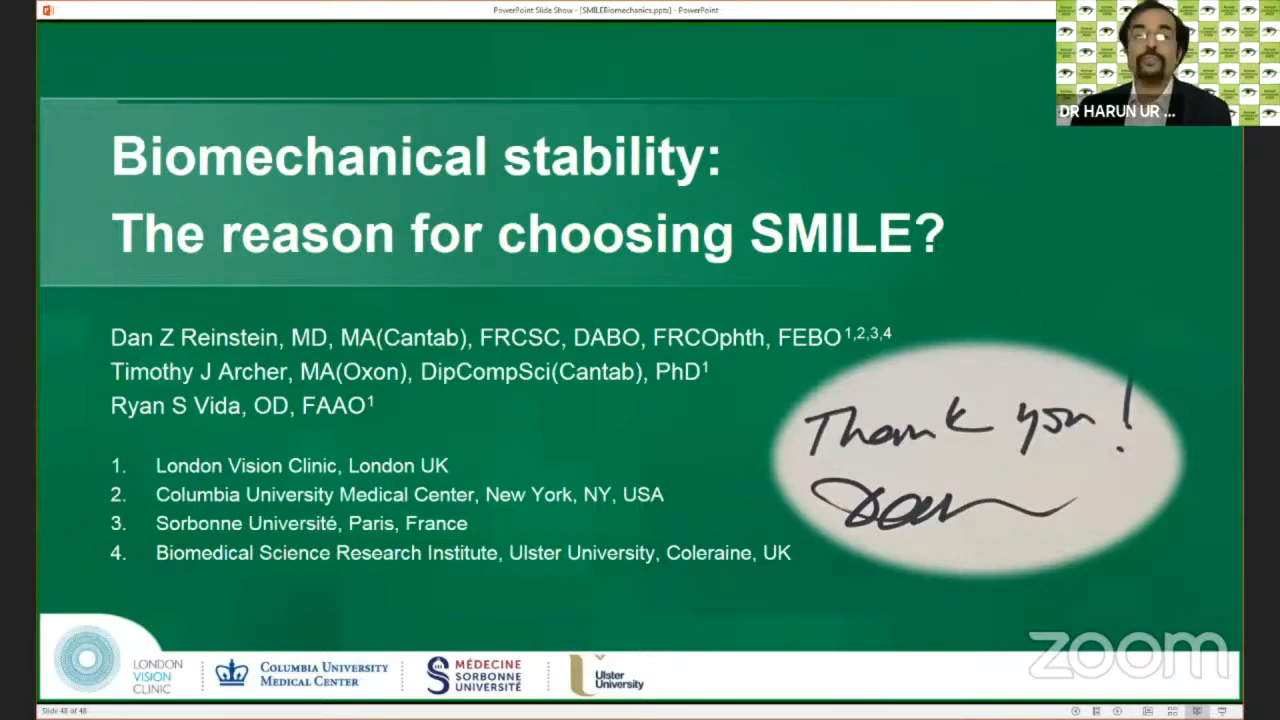 PowerPoint Slide Show - [SMILEBiomechanics.pptx] - PowerPoint
DR HARUN UR ...
Biomechanical stability:
The reason for choosing SMILE?
Dan Z Reinstein, MD, MA(Cantab), FRCSC, DABO, FRCOphth, FEBO1,2,3,4
Timothy J Archer, MA(Oxon), DipCompSci(Cantab), PhD1
Ryan S Vida, OD, FAAO1
Thank you!
Dan
1. London Vision Clinic, London UK
2. Columbia University Medical Center, New York, NY, USA
3. Sorbonne Université, Paris, France
4. Biomedical Science Research Institute, Ulster University, Coleraine, UK
zoom
LONDON
VISION
CLINIC
COLUMBIA UNIVERSITY
MEDICAL CENTER
MÉDECINE
SORBONNE
UNIVERSITÉ
Ulster
University
Slide 48 of 48